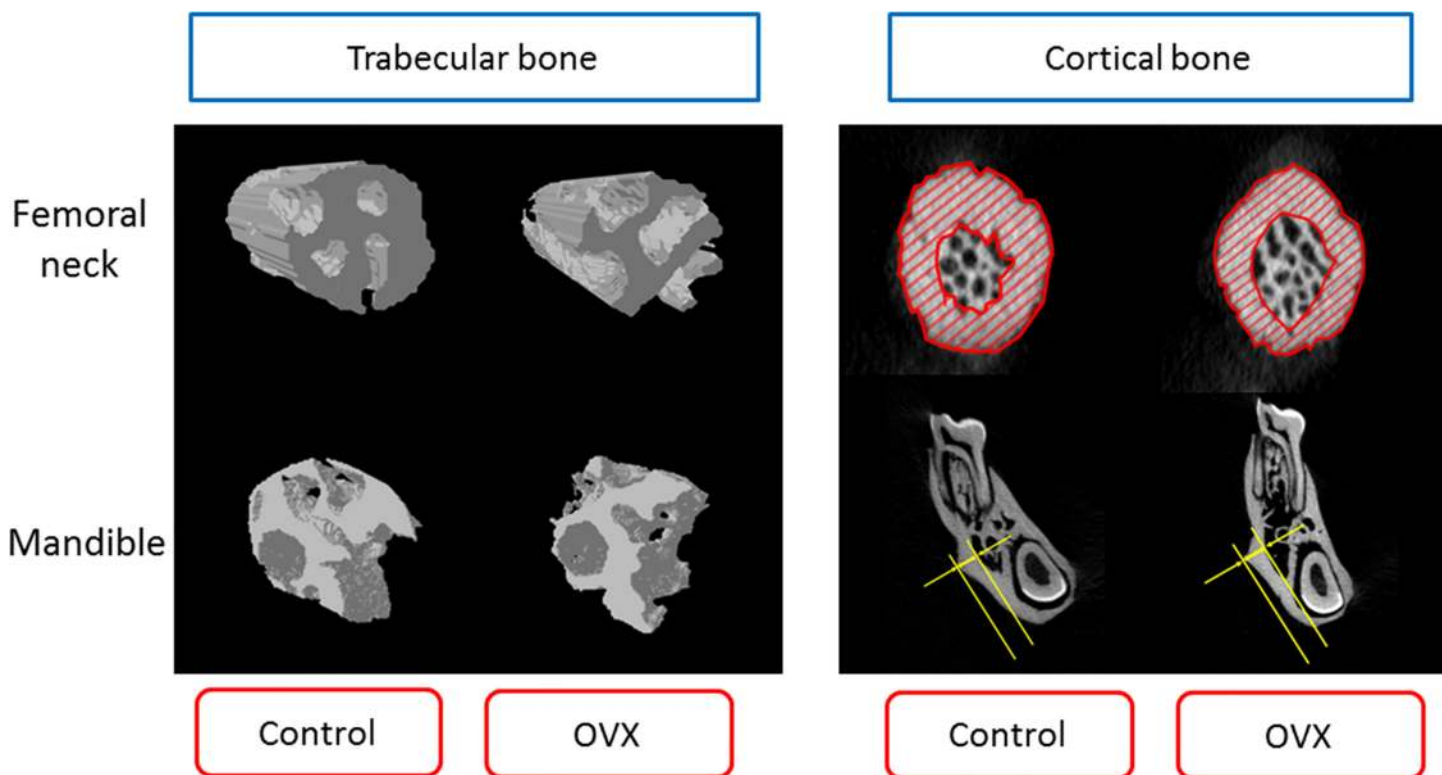 Trabecular bone
Cortical bone
Femoral
neck
Mandible
Control
OVX
Control
OVX